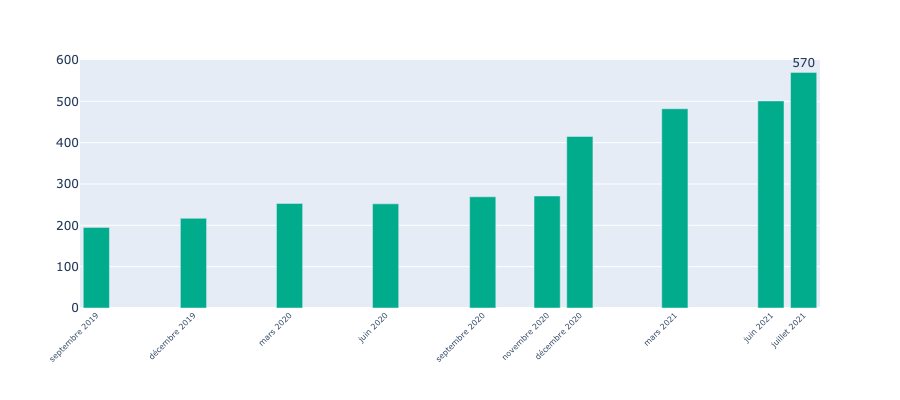 600
500
400
300
200
100
0
570
septembre 2019
décembre 2019
mars 2020
juin 2020
septembre 2020
novembre 2020
décembre 2020
mars 2021
juin 2021
juillet 2021